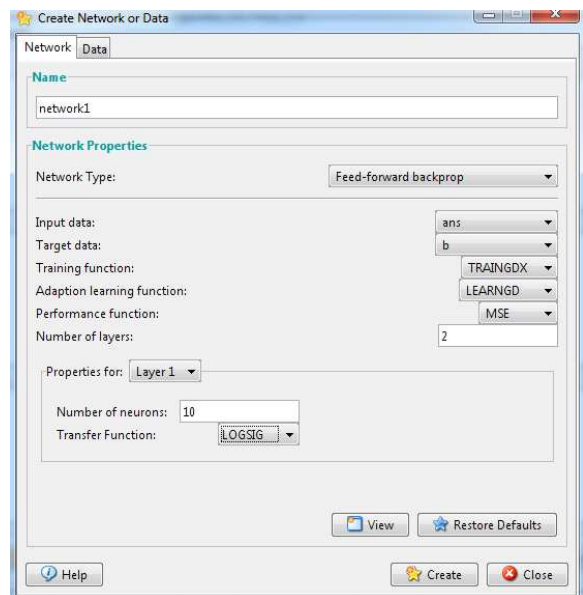 Create Network or Data
Network Data
Name
network1
Network Properties
Network Type: Feed-forward backprop
Input data: ans
Target data: b
Training function: TRAINGDX
Adaption learning function: LEARNGD
Performance function: MSE
Number of layers: 2
Properties for: Layer 1
Number of neurons: 10
Transfer Function: LOGSIG
View Restore Defaults
Help Create Close